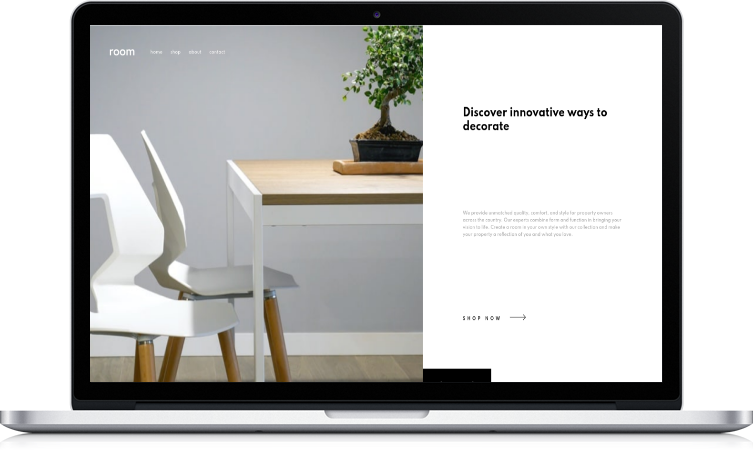 room
home shop about contact
Discover innovative ways to
decorate
We provide unmatched quality, comfort, and style for property owners
across the country. Our experts combine form and function in bringing your
vision to life. Create a room in your own style with our collection and make
your property a reflection of you and what you love.
SHOP NOW